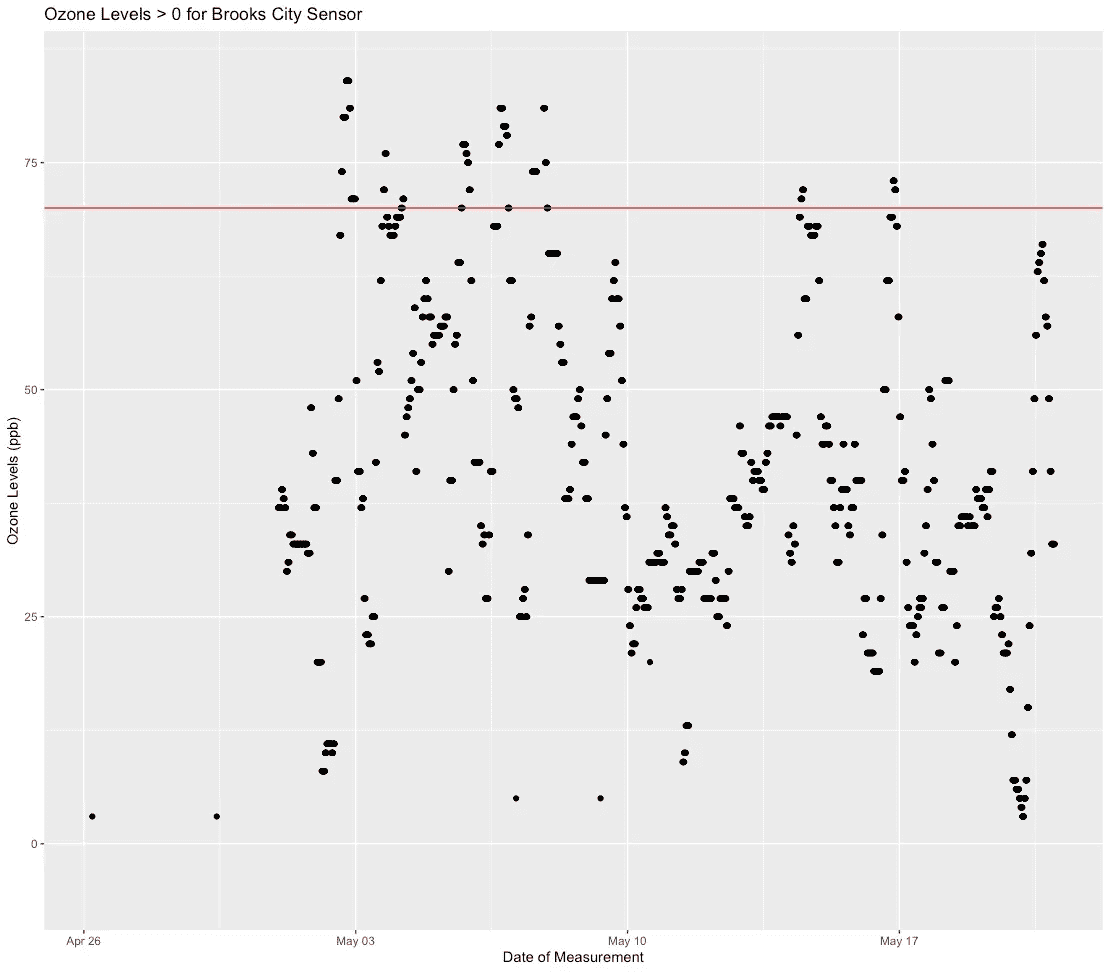 Ozone Levels > 0 for Brooks City Sensor
Ozone Levels (ppb)
75
50
25
0
Apr 26 May 03 May 10 May 17
Date of Measurement